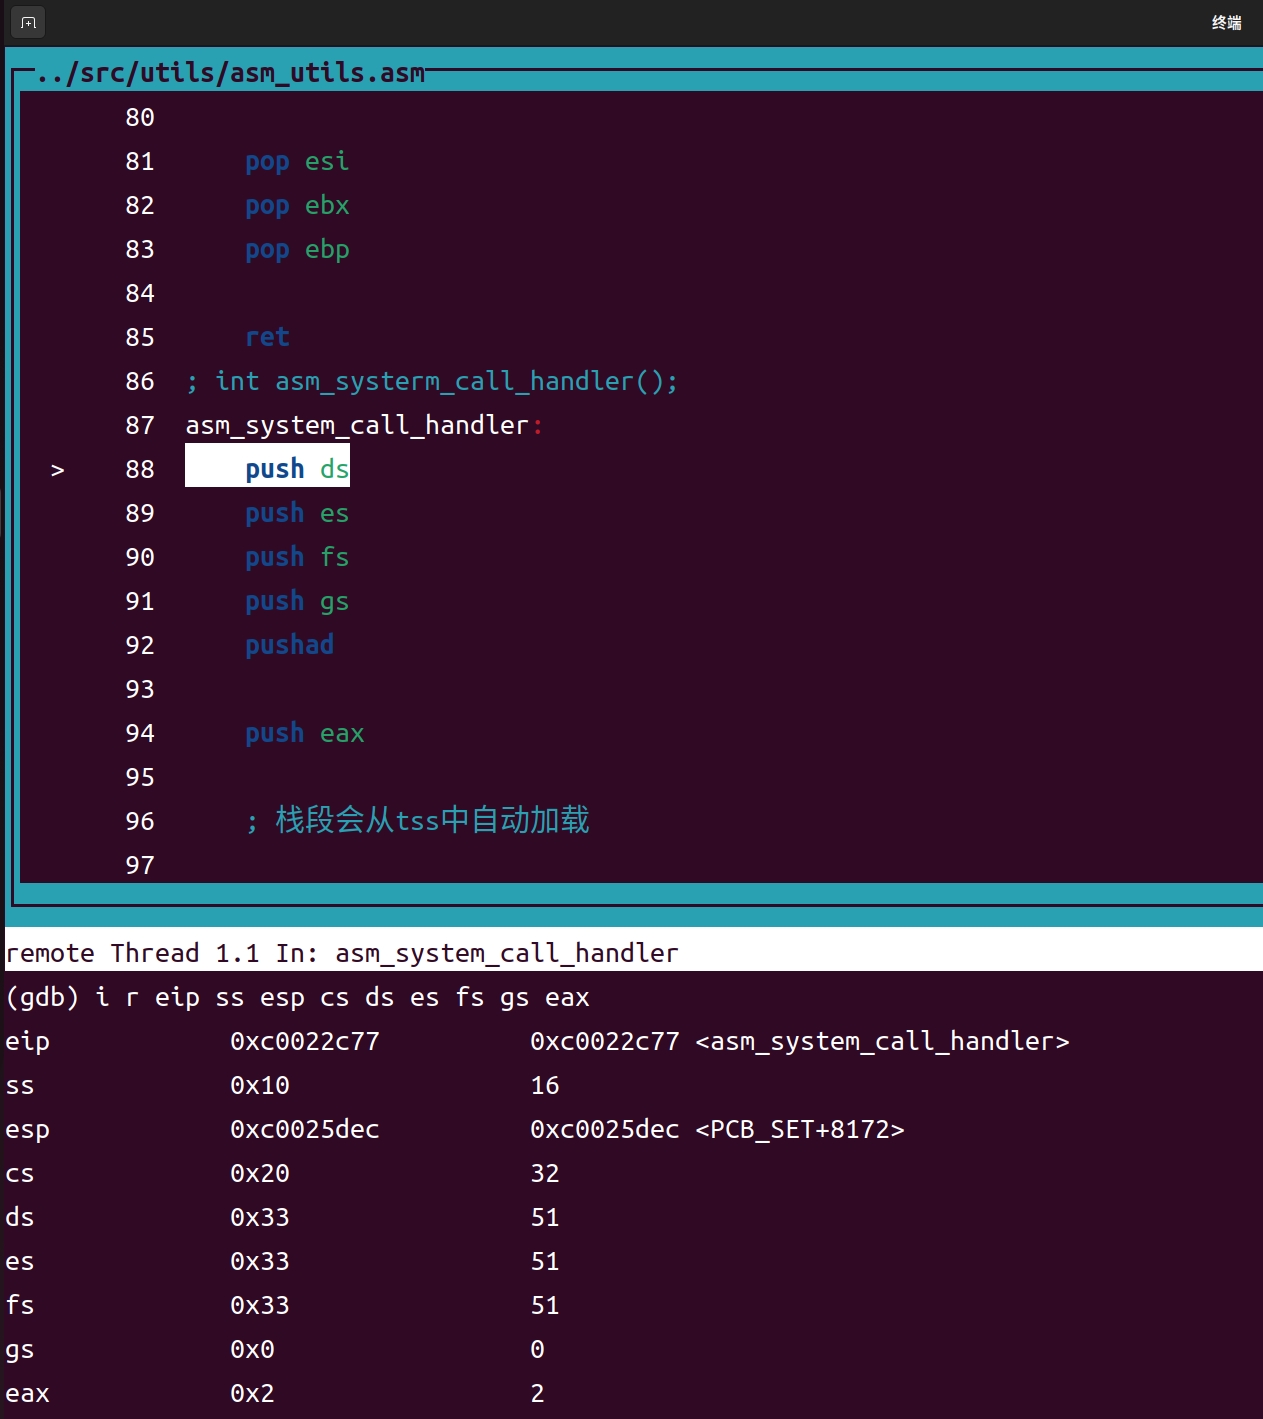 终端
../src/utils/asm_utils.asm
80
81 pop esi
82 pop ebx
83 pop ebp
84
85 ret
86 ; int asm_systerm_call_handler();
87 asm_system_call_handler:
> 88 push ds
89 push es
90 push fs
91 push gs
92 pushad
93
94 push eax
95
96 ; 栈段会从tss中自动加载
97
remote Thread 1.1 In: asm_system_call_handler
(gdb) i r eip ss esp cs ds es fs gs eax
eip 0xc0022c77 0xc0022c77 <asm_system_call_handler>
ss 0x10 16
esp 0xc0025dec 0xc0025dec <PCB_SET+8172>
cs 0x20 32
ds 0x33 51
es 0x33 51
fs 0x33 51
gs 0x0 0
eax 0x2 2